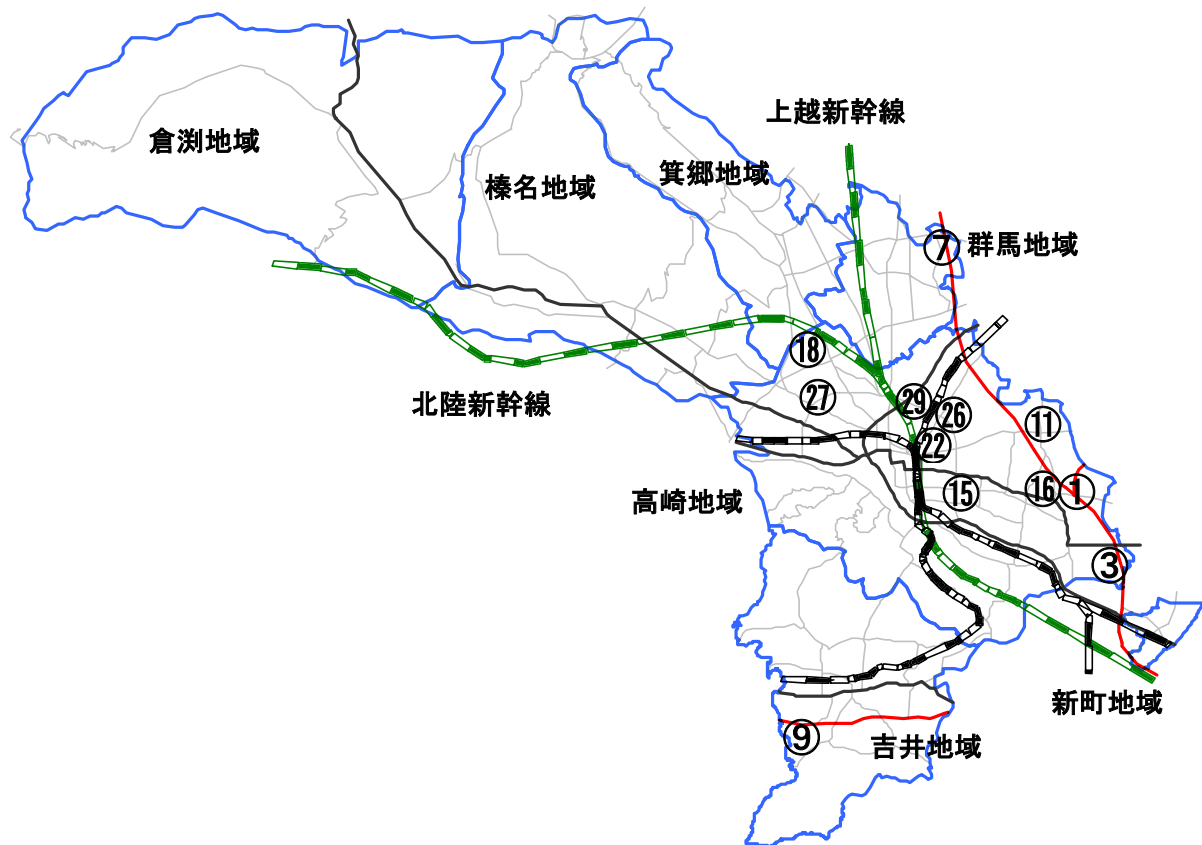 上越新幹線
倉渕地域
榛名地域
箕郷地域
⑦
群馬地域
⑱
北陸新幹線
㉗
㉙
㉖
⑪
㉒
高崎地域
⑮
⑯
①
③
新町地域
⑨
吉井地域